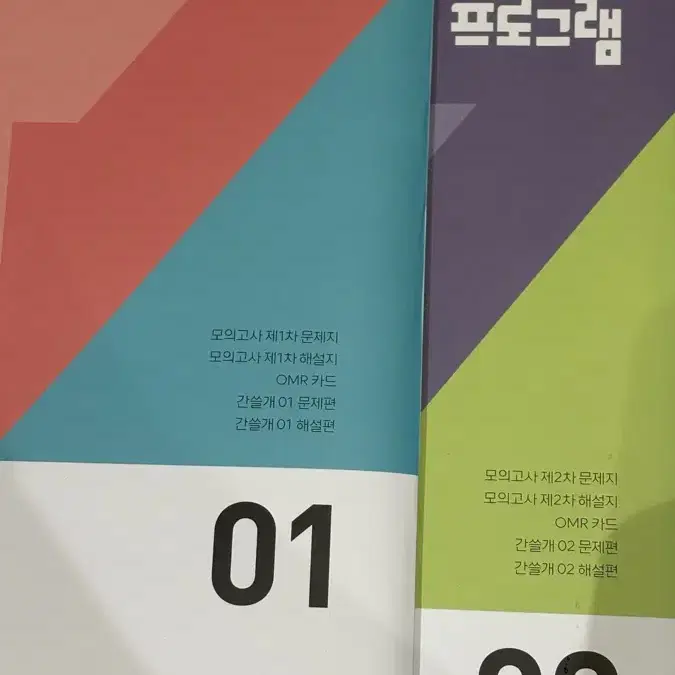 프로그램
모의고사 제1차 문제지
모의고사 제1차 해설지
OMR 카드
간쓸개 01 문제편
간쓸개 01 해설편
01
모의고사 제2차 문제지
모의고사 제2차 해설지
OMR 카드
간쓸개 02 문제편
간쓸개 02 해설편